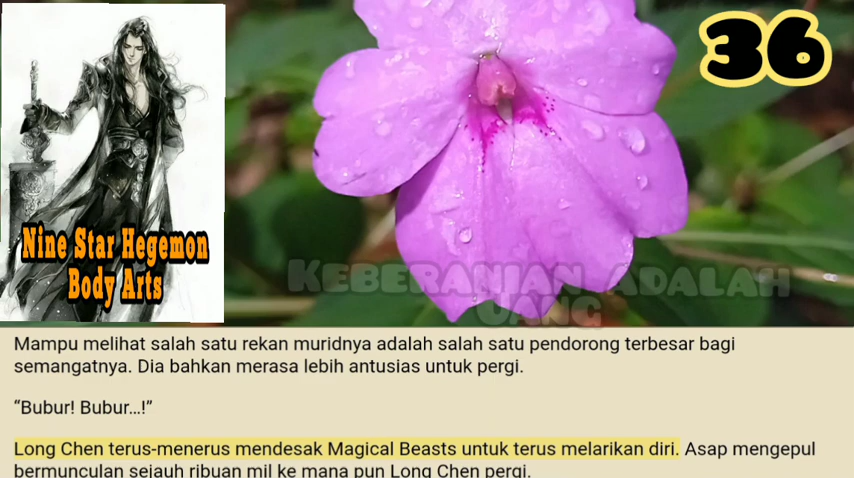 36
Nine Star Hegemon
Body Arts
KEBERANIAN ADALAH
UANG
Mampu melihat salah satu rekan muridnya adalah salah satu pendorong terbesar bagi
semangatnya. Dia bahkan merasa lebih antusias untuk pergi.
“Bubur! Bubur…!”
Long Chen terus-menerus mendesak Magical Beasts untuk terus melarikan diri. Asap mengepul
bermunculan sejauh ribuan mil ke mana pun Long Chen pergi.